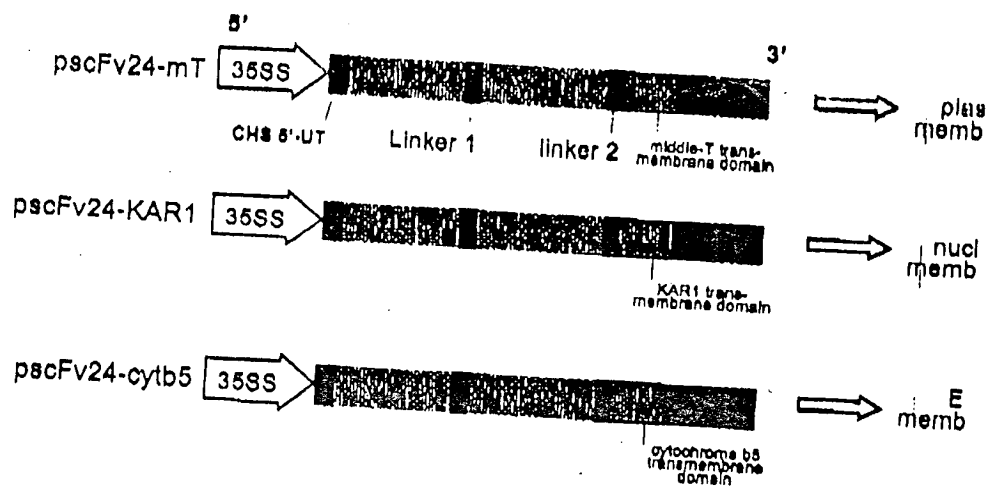 5'
3'
pscFv24-mT
35SS
CHS 5'-UT
Linker 1
linker 2
middle-T trans-
membrane domain
plas
memb
pscFv24-KAR1
35SS
KAR1 trans-
membrane domain
nucl
memb
pscFv24-cytb5
35SS
cytochrome b5
transmembrane
domain
E
memb